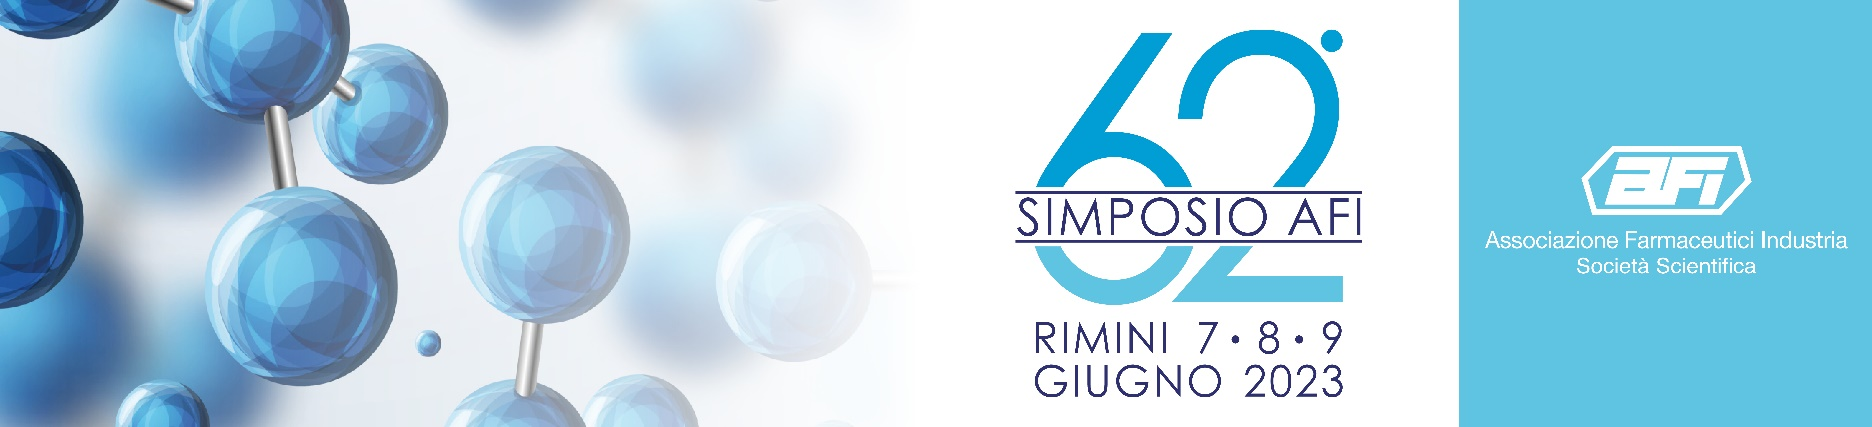 62°
SIMPOSIO AFI
RIMINI 7 • 8 • 9
GIUGNO 2023
aFi
Associazione Farmaceutici Industria
Società Scientifica